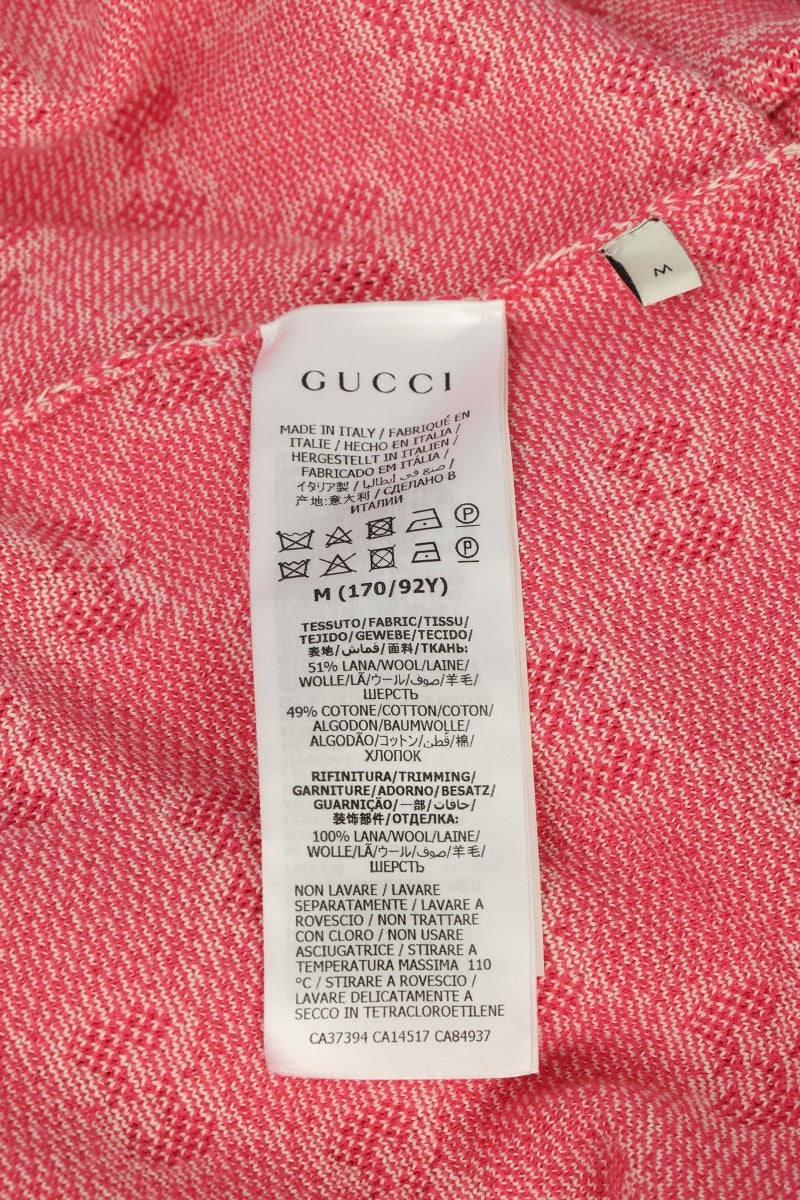 M
GUCCI
MADE IN ITALY / FABRIQUÉ EN
ITALIE / HECHO EN ITALIA /
HERGESTELLT IN ITALIEN /
FABRICADO EM ITÁLIA /
イタリア製 / صنع في إيطاليا /
产地:意大利 / СДЕЛАНО В
ИТАЛИИ
P
P
M (170/92Y)
TESSUTO/FABRIC/TISSU/
TEJIDO/GEWEBE/TECIDO/
表地/قماش/面料/ТКАНЬ:
51% LANA/WOOL/LAINE/
WOLLE/LÃ/ウール/صوف/羊毛/
ШЕРСТЬ
49% COTONE/COTTON/COTON/
ALGODON/BAUMWOLLE/
ALGODÃO/コットン/قطن/棉/
ХЛОПОК
RIFINITURA/TRIMMING/
GARNITURE/ADORNO/BESATZ/
GUARNIÇÃO/一部/حافات/
装饰部件/ОТДЕЛКА:
100% LANA/WOOL/LAINE/
WOLLE/LÃ/ウール/صوف/羊毛/
ШЕРСТЬ
NON LAVARE / LAVARE
SEPARATAMENTE / LAVARE A
ROVESCIO / NON TRATTARE
CON CLORO / NON USARE
ASCIUGATRICE / STIRARE A
TEMPERATURA MASSIMA 110
°C / STIRARE A ROVESCIO /
LAVARE DELICATAMENTE A
SECCO IN TETRACLOROETILENE
CA37394 CA14517 CA84937